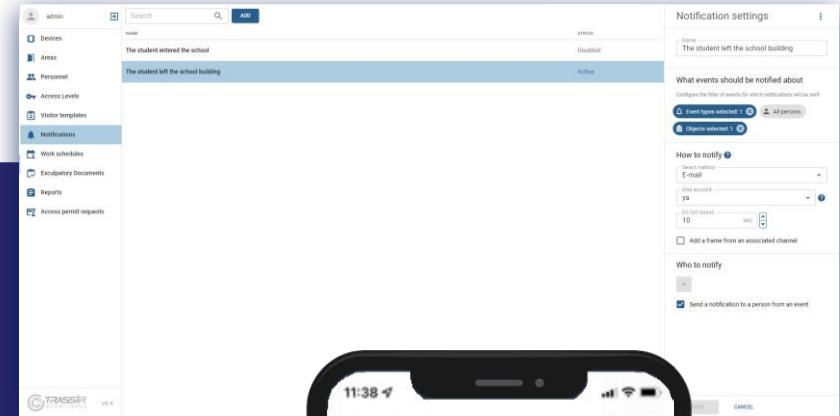 admin
Devices
Areas
Personnel
Access Levels
Visitor templates
Notifications
Work schedules
Exculpatory Documents
Reports
Access permit requests
TRASSIR
v4.4
Search
ADD
NAME
STATUS
The student entered the school
Disabled
The student left the school building
Active
Notification settings
Name
The student left the school building
What events should be notified about
Configure the filter of events for which notifications will be sent
Event types selected: 1
All persons
Objects selected: 1
How to notify
Select method
E-mail
Mail account
ya
Do not resend
10
sec.
Add a frame from an associated channel
Who to notify
+
Send a notification to a person from an event
CANCEL
11:38